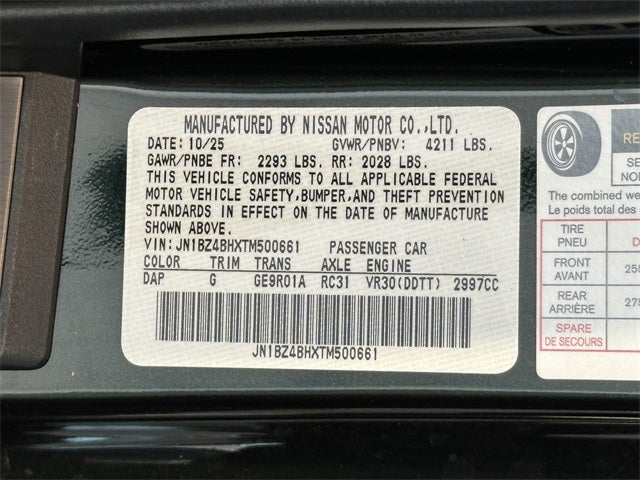 MANUFACTURED BY NISSAN MOTOR CO.,LTD.
DATE: 10/25 GVWR/PNBV: 4211 LBS.
GAWR/PNBE FR: 2293 LBS. RR: 2028 LBS.
THIS VEHICLE CONFORMS TO ALL APPLICABLE FEDERAL
MOTOR VEHICLE SAFETY,BUMPER,AND THEFT PREVENTION
STANDARDS IN EFFECT ON THE DATE OF MANUFACTURE
SHOWN ABOVE.
VIN: JN1BZ4BHXTM500661 PASSENGER CAR
COLOR TRIM TRANS AXLE ENGINE
DAP G GE9R01A RC31 VR30(DDTT) 2997CC
JN1BZ4BHXTM500661
The combined we
Le poids total des
TIRE
PNEU
FRONT
AVANT
REAR
ARRIÈRE
SPARE
DE SECOURS